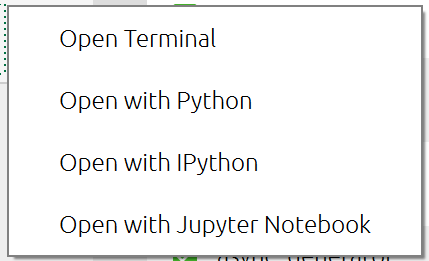 Open Terminal
Open with Python
Open with IPython
Open with Jupyter Notebook